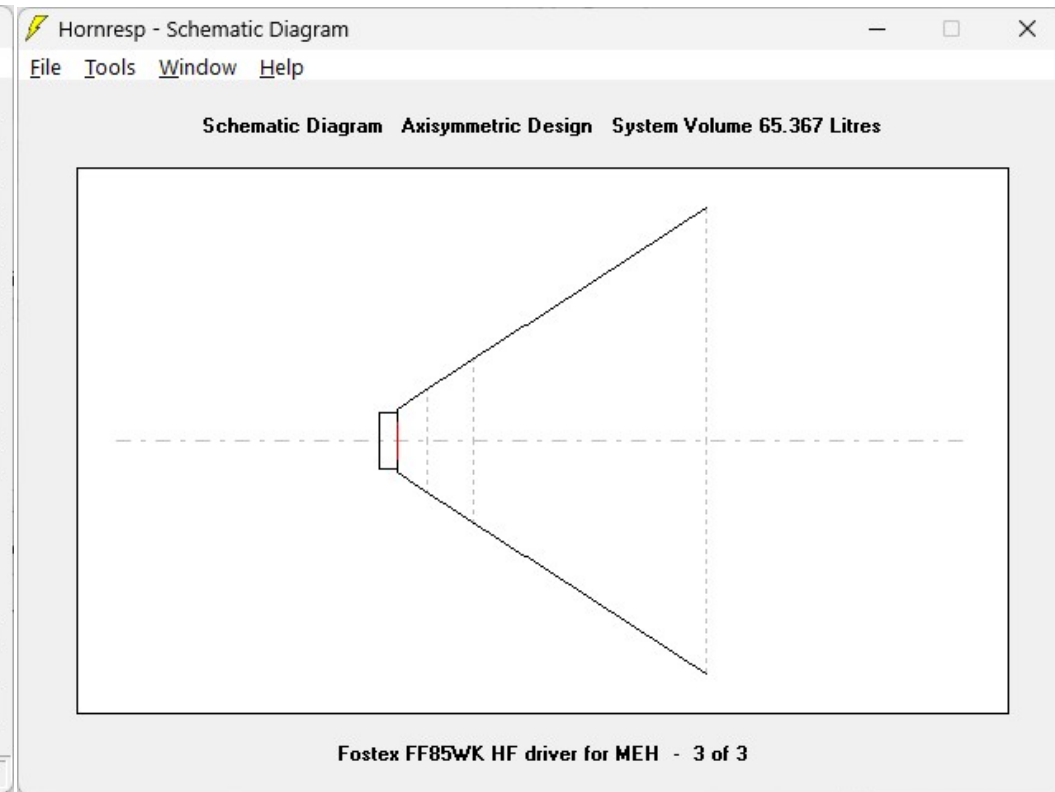 Hornresp - Schematic Diagram
File Tools Window Help
Schematic Diagram Axisymmetric Design System Volume 65.367 Litres
Fostex FF85WK HF driver for MEH - 3 of 3